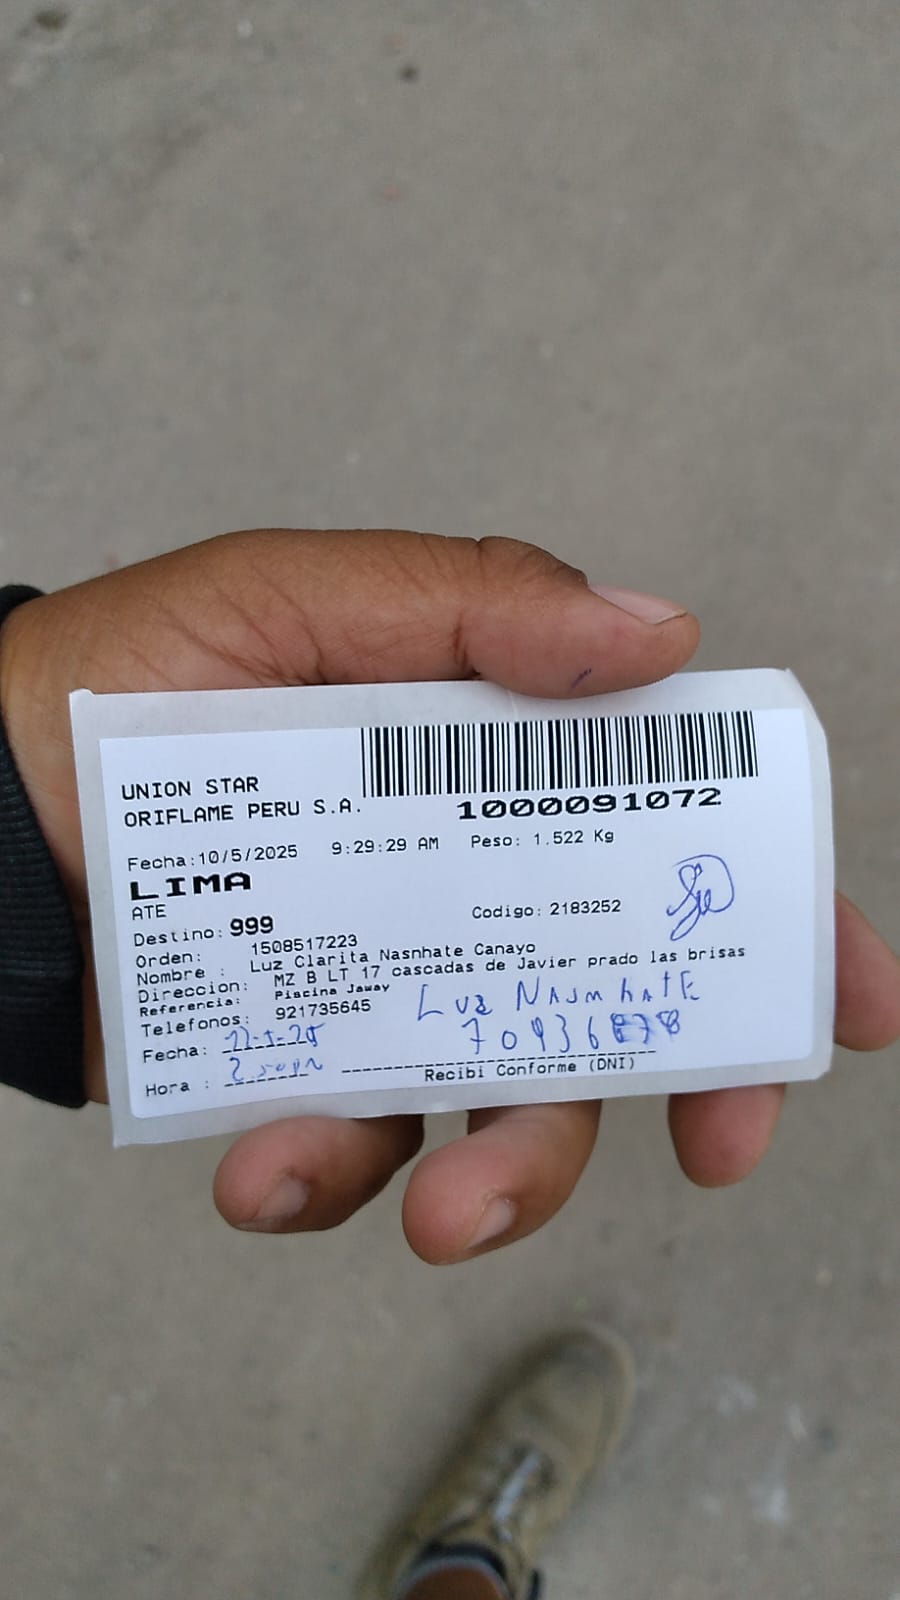 UNION STAR
ORIFLAME PERU S.A.
1000091072
Fecha:10/5/2025 9:29:29 AM Peso: 1.522 Kg
LIMA
ATE
Destino: 999 Codigo: 2183252
Orden: 1508517223
Nombre : Luz Clarita Nasnhate Canayo
Direccion: MZ B LT 17 cascadas de Javier prado las brisas
Referencia: Piscina Jaway
Telefonos: 921735645
Luz NAsnhAtE
Fecha:
Hora :
Recibi Conforme (DNI)